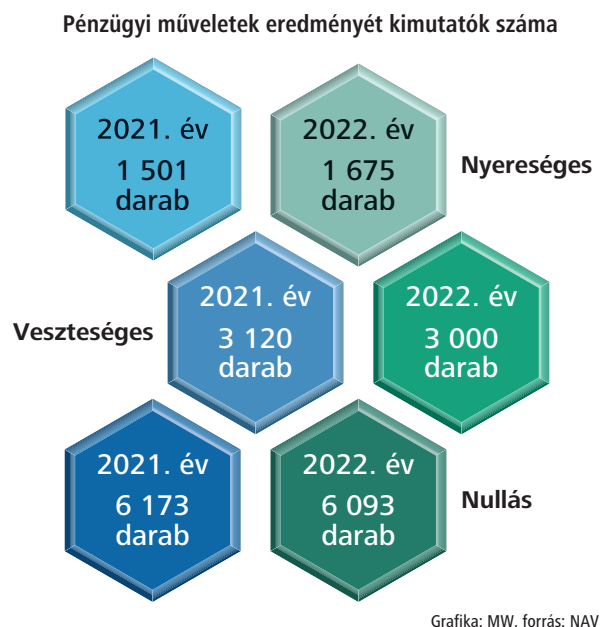 Pénzügyi műveletek eredményét kimutatók száma
2021. év
1 501
darab
2022. év
1 675
darab
Nyereséges
Veszteséges
2021. év
3 120
darab
2022. év
3 000
darab
2021. év
6 173
darab
2022. év
6 093
darab
Nullás
Grafika: MW, forrás: NAV